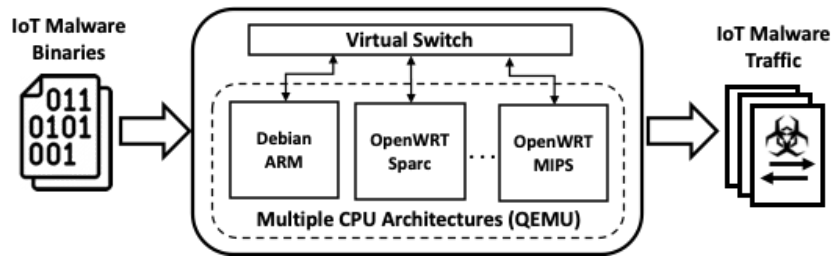 IoT Malware
Binaries
011
0101
001
Virtual Switch
Debian
ARM
OpenWRT
Sparc
...
OpenWRT
MIPS
Multiple CPU Architectures (QEMU)
IoT Malware
Traffic